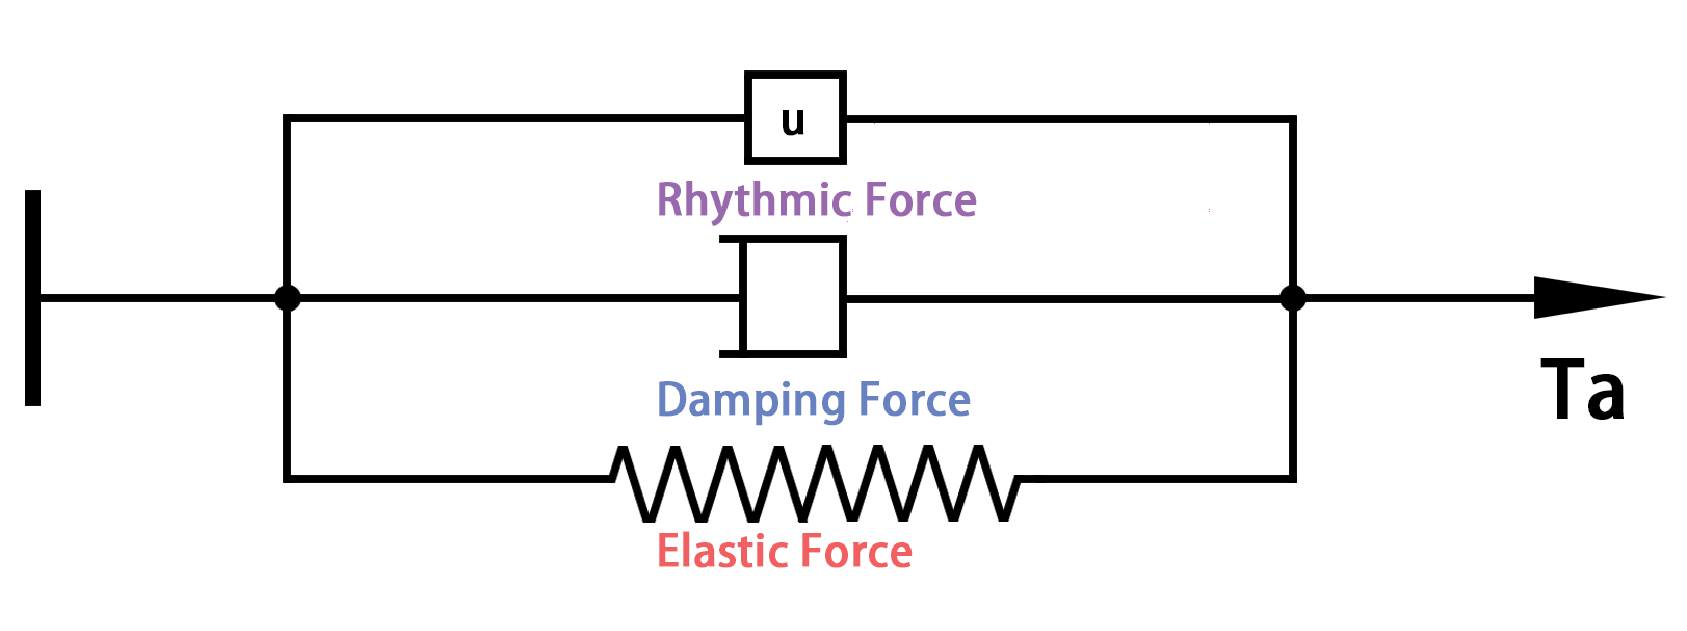 u
Rhythmic Force
Damping Force
Ta
Elastic Force